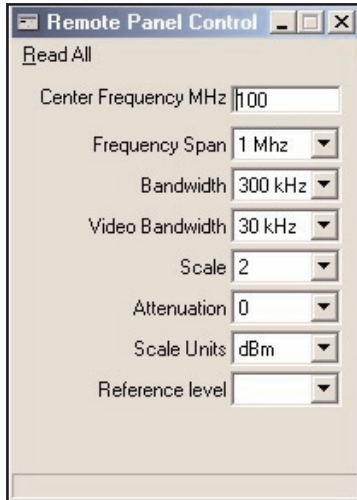 Remote Panel Control
Read All
Center Frequency MHz 100
Frequency Span 1 Mhz
Bandwidth 300 kHz
Video Bandwidth 30 kHz
Scale 2
Attenuation 0
Scale Units dBm
Reference level